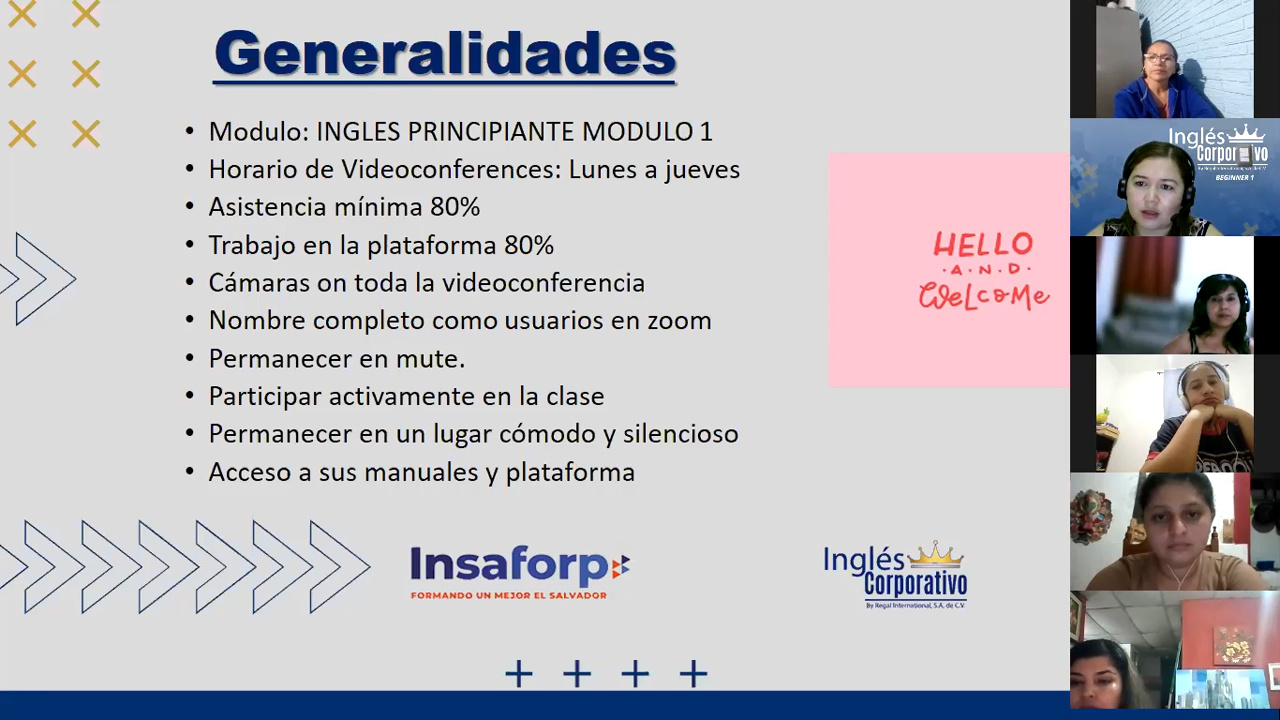 Generalidades
• Modulo: INGLES PRINCIPIANTE MODULO 1
• Horario de Videoconferences: Lunes a jueves
• Asistencia mínima 80%
• Trabajo en la plataforma 80%
• Cámaras on toda la videoconferencia
• Nombre completo como usuarios en zoom
• Permanecer en mute.
• Participar activamente en la clase
• Permanecer en un lugar cómodo y silencioso
• Acceso a sus manuales y plataforma
HELLO
·A·N·D·
WeLcoMe
Insaforp
FORMANDO UN MEJOR EL SALVADOR
Inglés
Corporativo
By Regal International, S.A. de C.V.
Inglés
Corporativo
BEGINNER 1